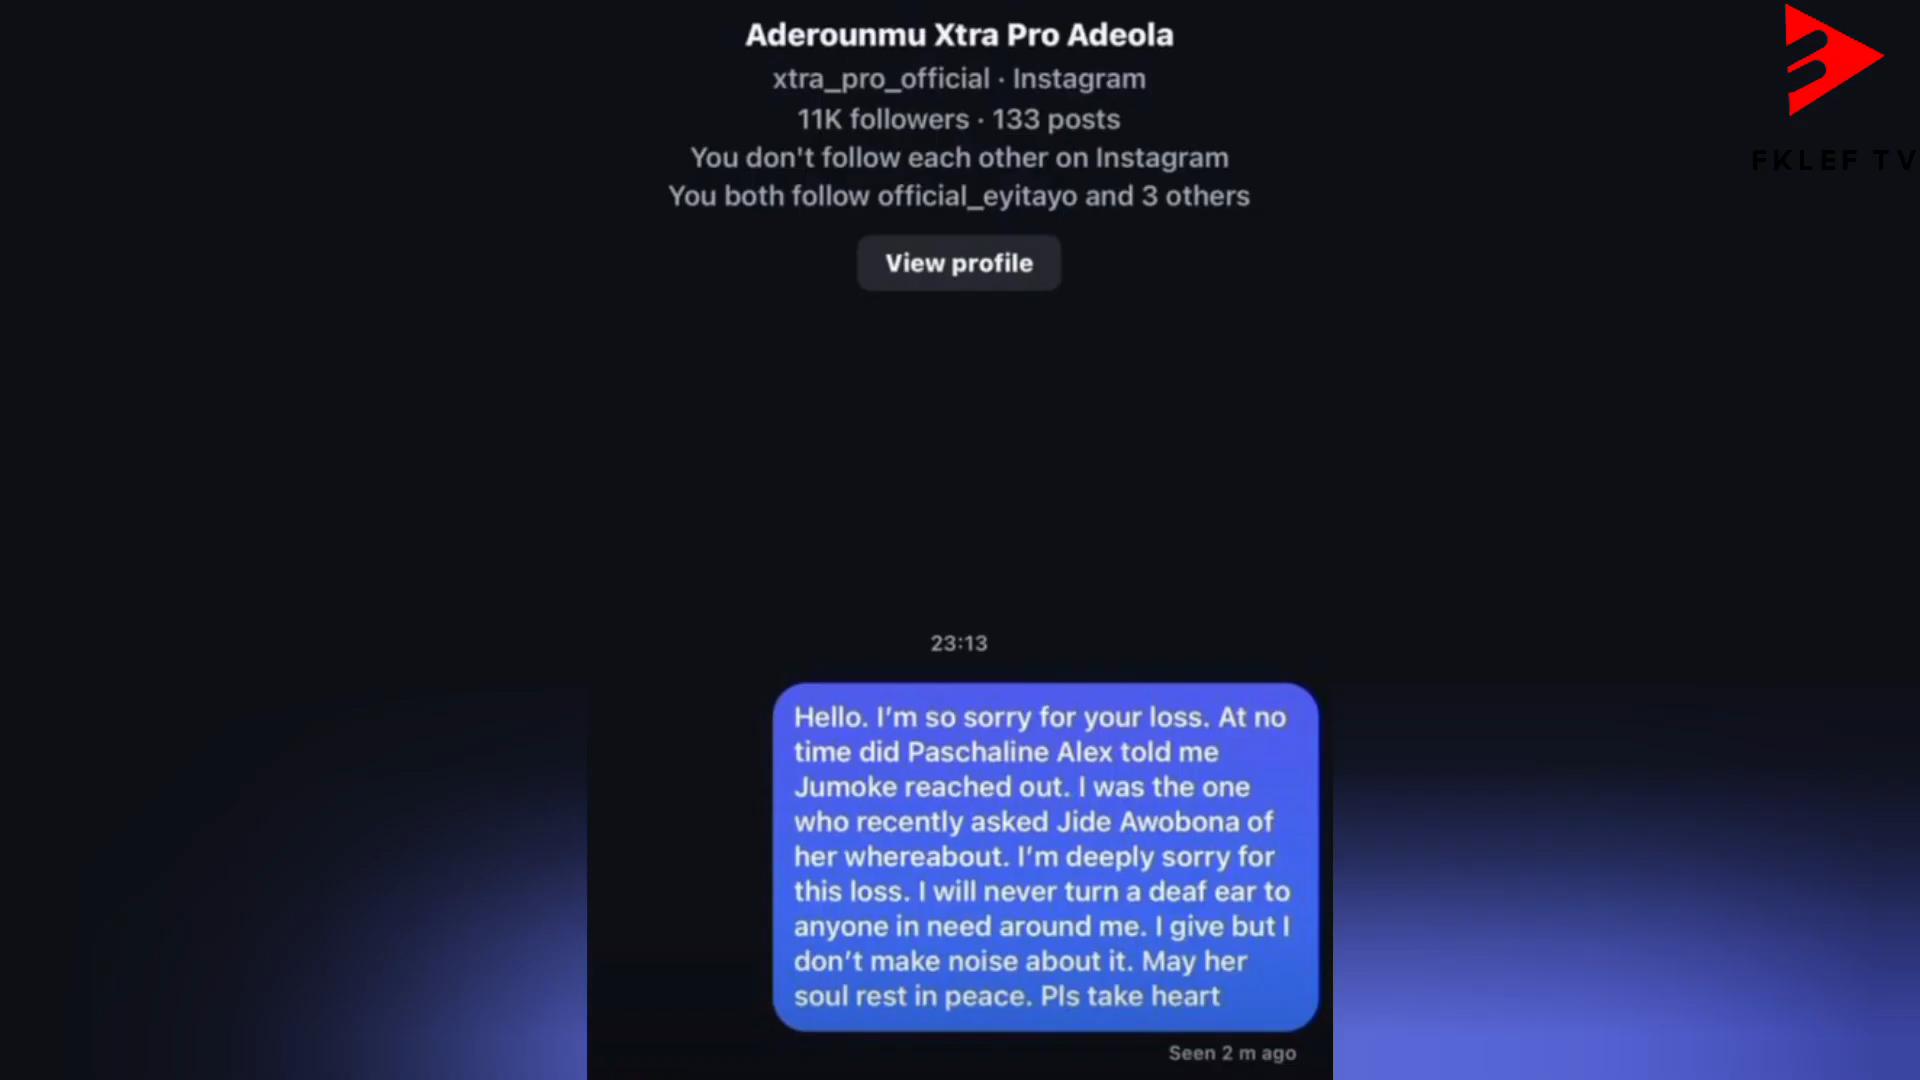 Aderounmu Xtra Pro Adeola
xtra_pro_official · Instagram
11K followers · 133 posts
You don't follow each other on Instagram
You both follow official_eyitayo and 3 others
View profile
FKLEF TV
23:13
Hello. I’m so sorry for your loss. At no
time did Paschaline Alex told me
Jumoke reached out. I was the one
who recently asked Jide Awobona of
her whereabout. I’m deeply sorry for
this loss. I will never turn a deaf ear to
anyone in need around me. I give but I
don’t make noise about it. May her
soul rest in peace. Pls take heart
Seen 2 m ago